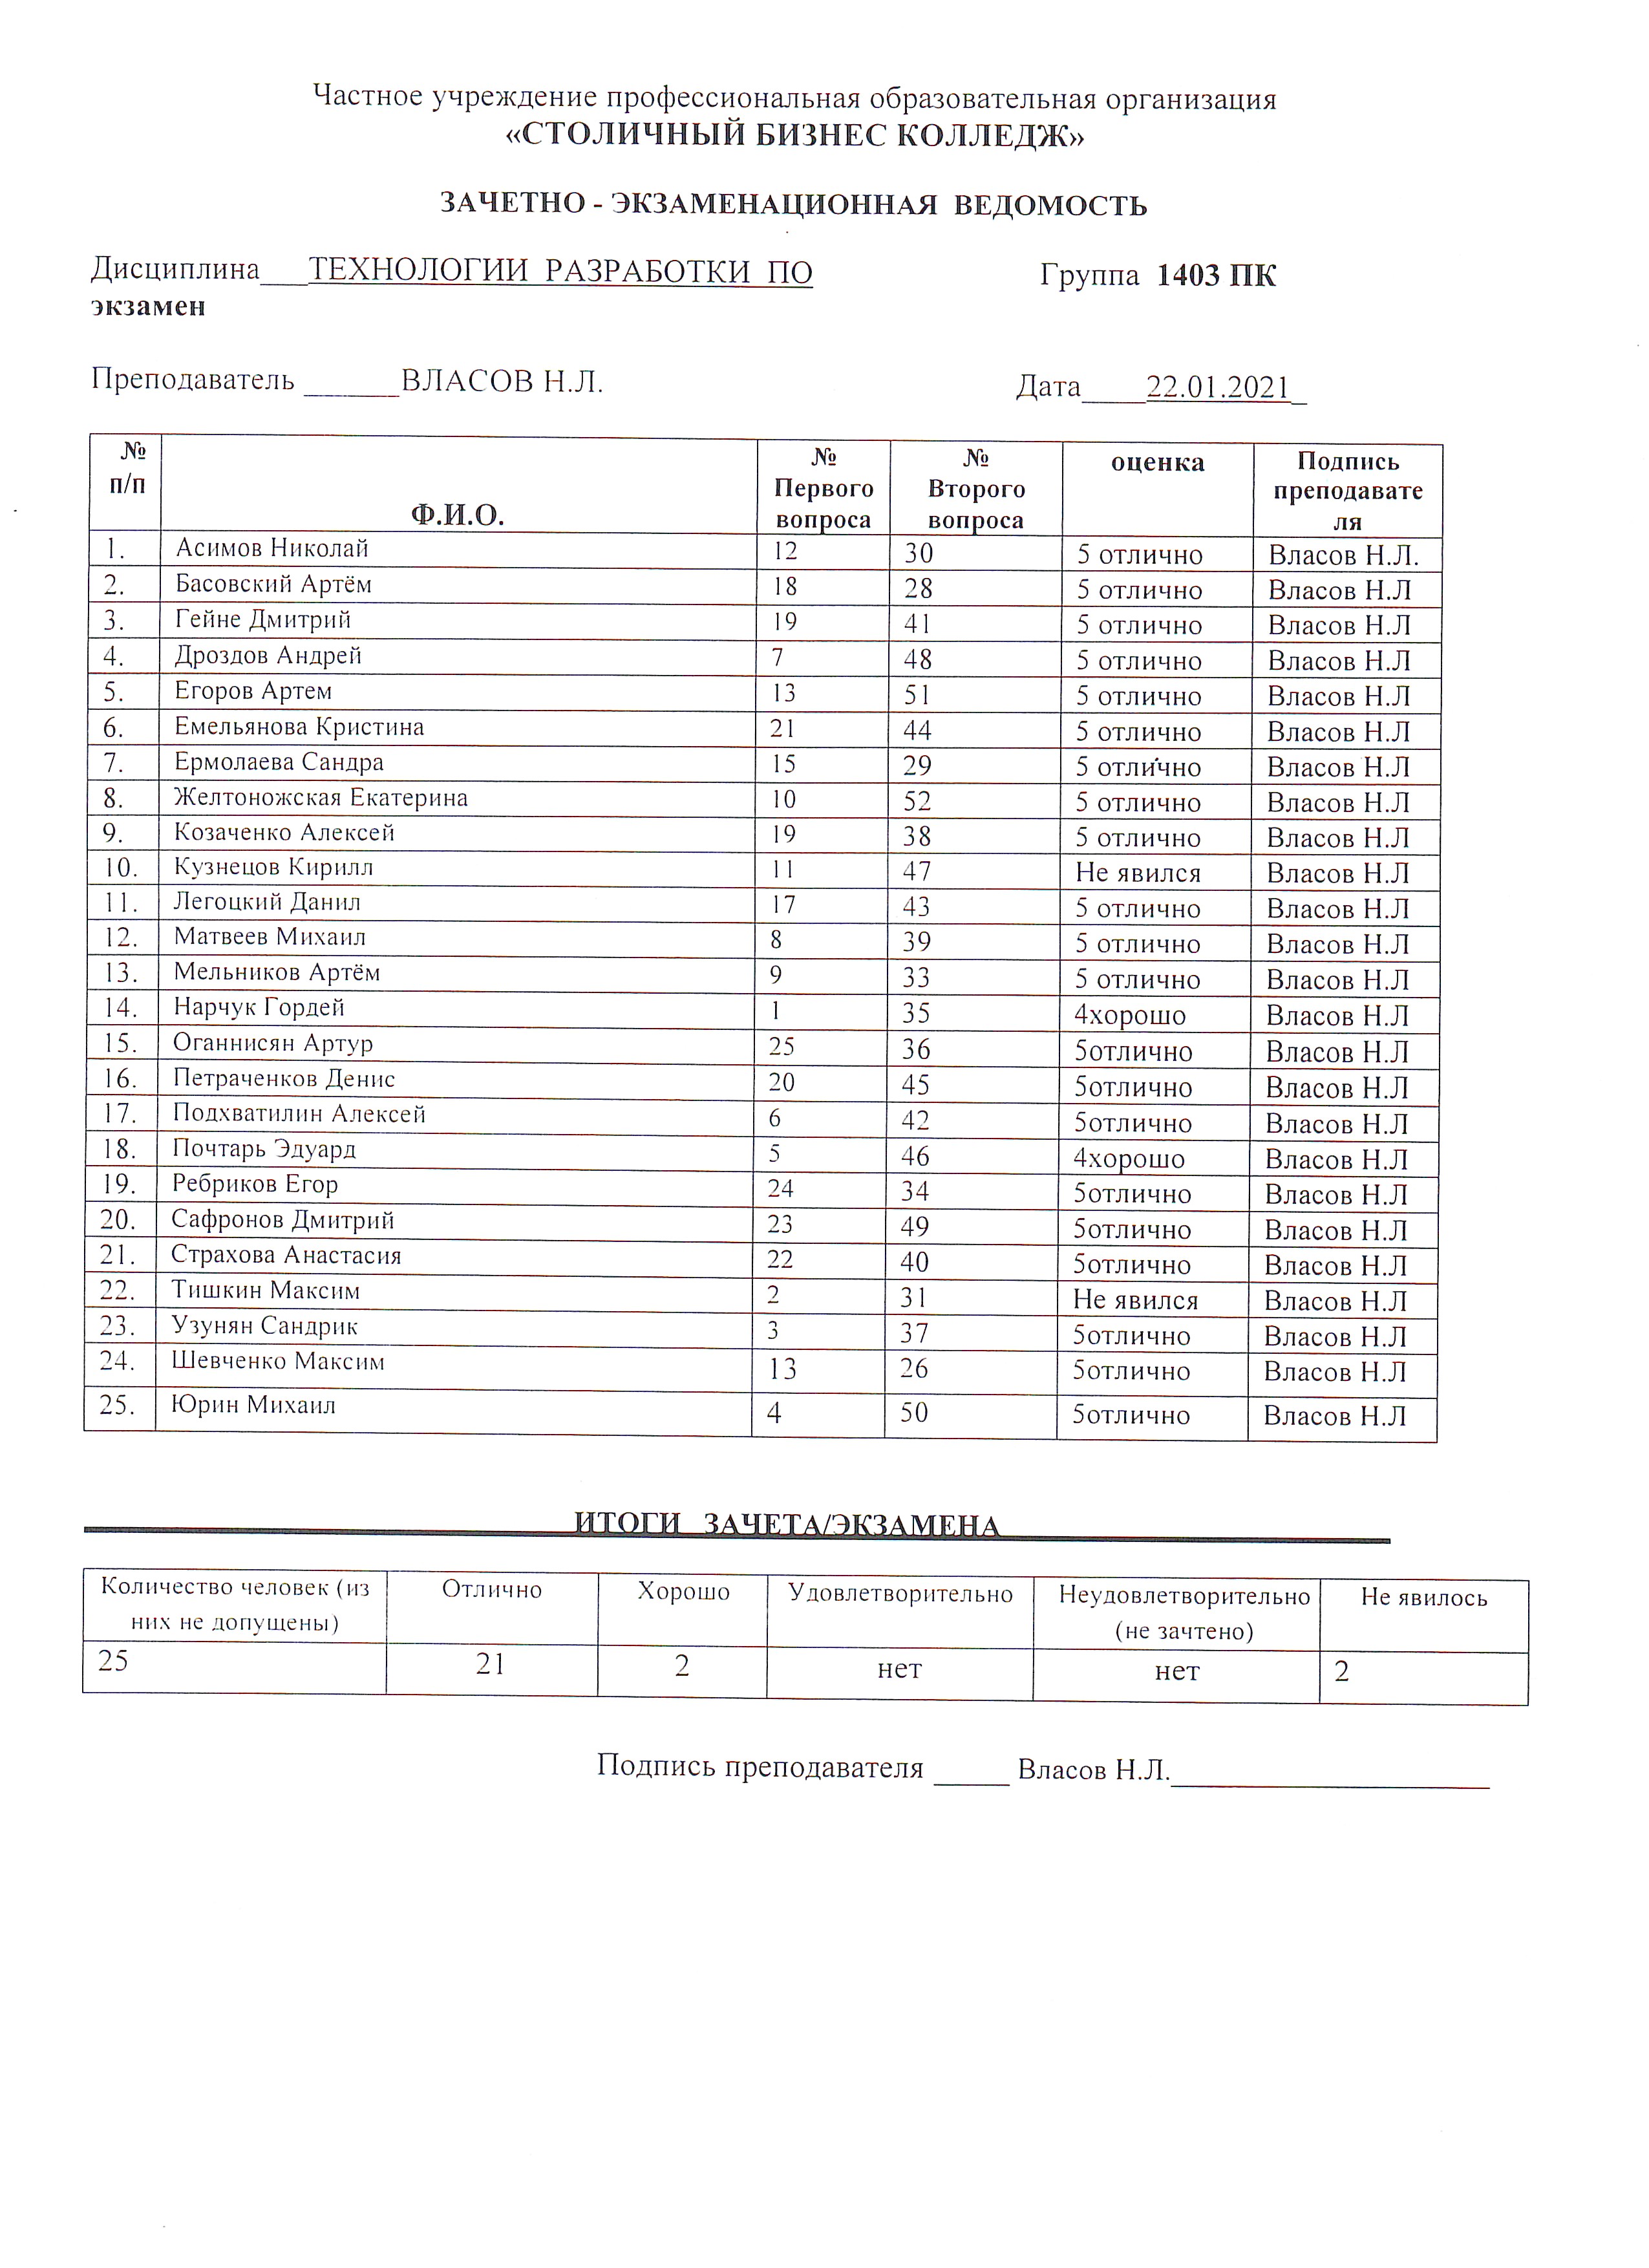 Частное учреждение профессиональная образовательная организация
«СТОЛИЧНЫЙ БИЗНЕС КОЛЛЕДЖ»
ЗАЧЕТНО - ЭКЗАМЕНАЦИОННАЯ ВЕДОМОСТЬ
Дисциплина___ТЕХНОЛОГИИ РАЗРАБОТКИ ПО Группа 1403 ПК
экзамен
Преподаватель ______ВЛАСОВ Н.Л. Дата____22.01.2021_
№ п/п Ф.И.О. № Первого вопроса № Второго вопроса оценка Подпись преподавате ля
1. Асимов Николай 12 30 5 отлично Власов Н.Л.
2. Басовский Артём 18 28 5 отлично Власов Н.Л
3. Гейне Дмитрий 19 41 5 отлично Власов Н.Л
4. Дроздов Андрей 7 48 5 отлично Власов Н.Л
5. Егоров Артем 13 51 5 отлично Власов Н.Л
6. Емельянова Кристина 21 44 5 отлично Власов Н.Л
7. Ермолаева Сандра 15 29 5 отлично Власов Н.Л
8. Желтоножская Екатерина 10 52 5 отлично Власов Н.Л
9. Козаченко Алексей 19 38 5 отлично Власов Н.Л
10. Кузнецов Кирилл 11 47 Не явился Власов Н.Л
11. Легоцкий Данил 17 43 5 отлично Власов Н.Л
12. Матвеев Михаил 8 39 5 отлично Власов Н.Л
13. Мельников Артём 9 33 5 отлично Власов Н.Л
14. Нарчук Гордей 1 35 4хорошо Власов Н.Л
15. Оганнисян Артур 25 36 5отлично Власов Н.Л
16. Петраченков Денис 20 45 5отлично Власов Н.Л
17. Подхватилин Алексей 6 42 5отлично Власов Н.Л
18. Почтарь Эдуард 5 46 4хорошо Власов Н.Л
19. Ребриков Егор 24 34 5отлично Власов Н.Л
20. Сафронов Дмитрий 23 49 5отлично Власов Н.Л
21. Страхова Анастасия 22 40 5отлично Власов Н.Л
22. Тишкин Максим 2 31 Не явился Власов Н.Л
23. Узунян Сандрик 3 37 5отлично Власов Н.Л
24. Шевченко Максим 13 26 5отлично Власов Н.Л
25. Юрин Михаил 4 50 5отлично Власов Н.Л
ИТОГИ ЗАЧЕТА/ЭКЗАМЕНА
Количество человек (из них не допущены) Отлично Хорошо Удовлетворительно Неудовлетворительно (не зачтено) Не явилось
25 21 2 нет нет 2
Подпись преподавателя _____ Власов Н.Л._____________________